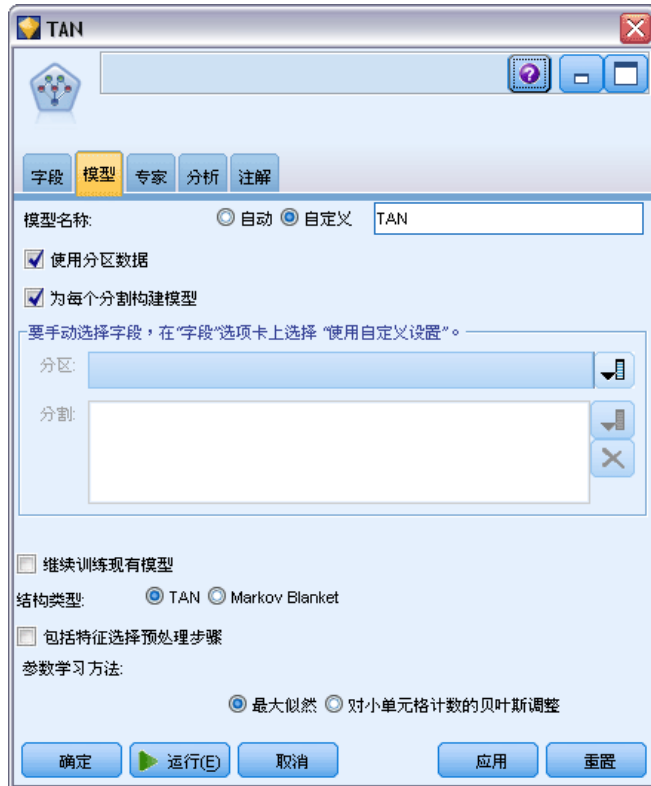 TAN
字段 模型 专家 分析 注解
模型名称: 自动 自定义 TAN
使用分区数据
为每个分割构建模型
要手动选择字段，在“字段”选项卡上选择 “使用自定义设置”。
分区:
分割:
继续训练现有模型
结构类型: TAN Markov Blanket
包括特征选择预处理步骤
参数学习方法:
最大似然 对小单元格计数的贝叶斯调整
确定 运行(E) 取消 应用 重置